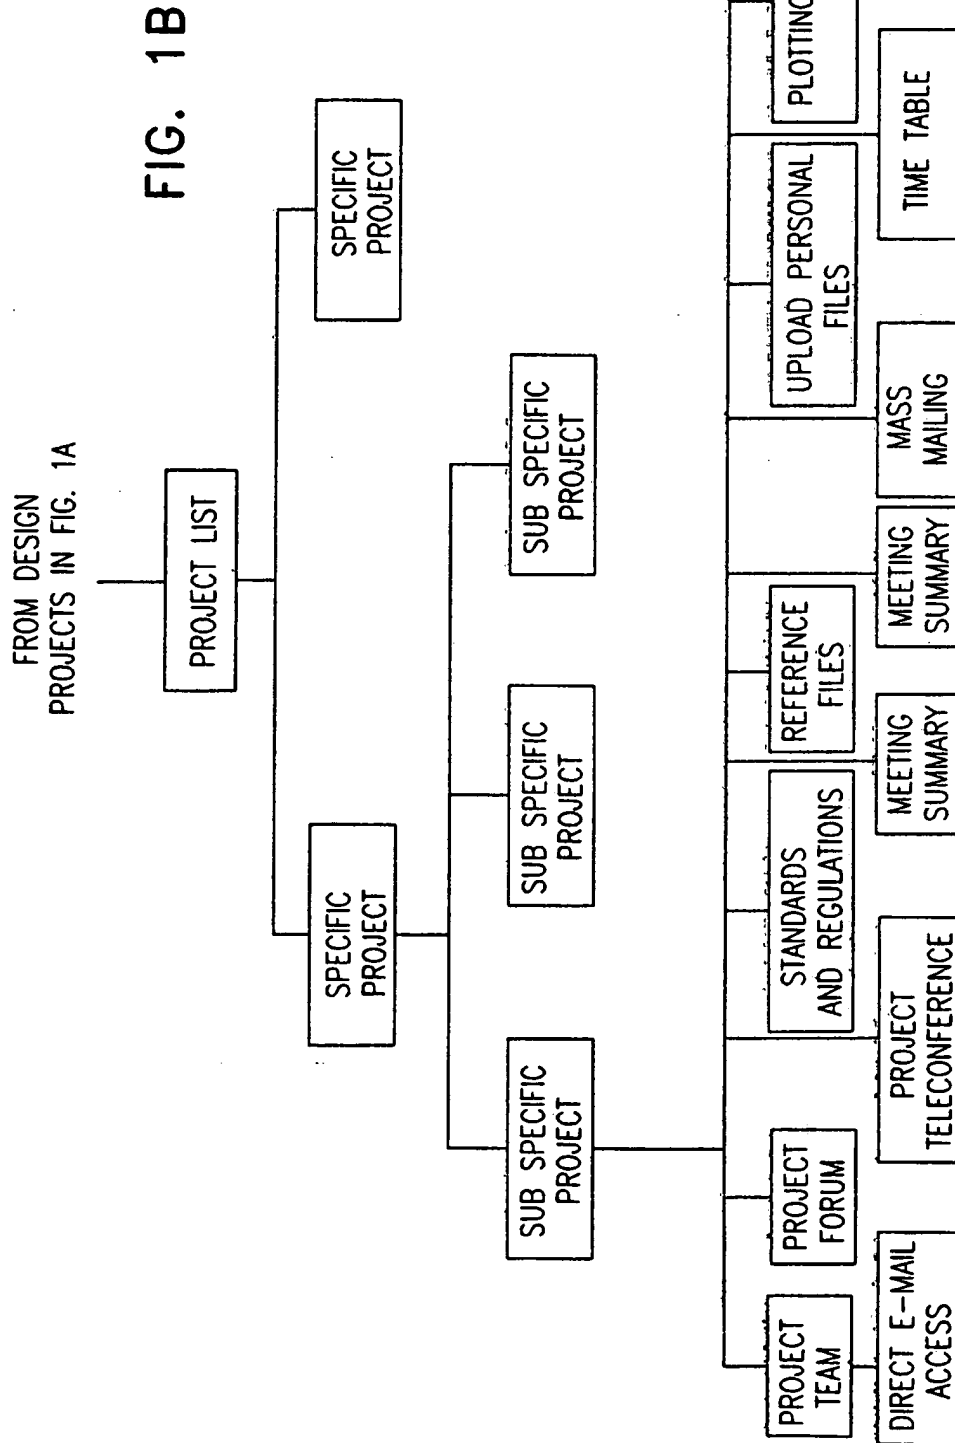 FIG. 1B
FROM DESIGN
PROJECTS IN FIG. 1A
PROJECT LIST
SPECIFIC
PROJECT
SPECIFIC
PROJECT
SUB SPECIFIC
PROJECT
SUB SPECIFIC
PROJECT
SUB SPECIFIC
PROJECT
PROJECT
TEAM
PROJECT
FORUM
STANDARDS
AND REGULATIONS
REFERENCE
FILES
UPLOAD PERSONAL
FILES
PLOTTING
DIRECT E-MAIL
ACCESS
PROJECT
TELECONFERENCE
MEETING
SUMMARY
MEETING
SUMMARY
MASS
MAILING
TIME TABLE